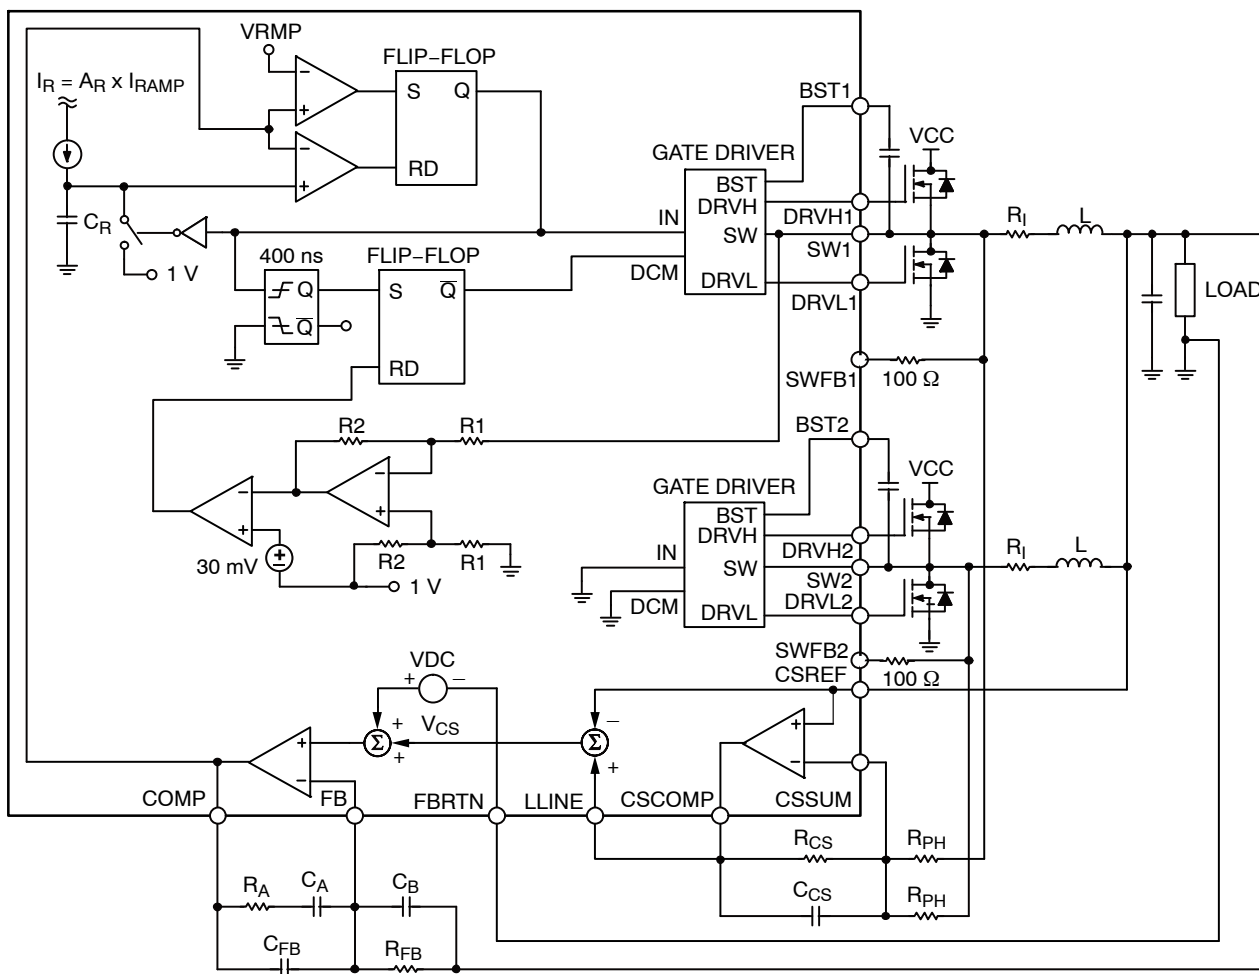 VRMP
FLIP−FLOP
I_R = A_R x I_RAMP
−
+
S Q
BST1
VCC
−
+
RD
GATE DRIVER
BST
DRVH
DRVH1
C_R
IN
SW
SW1
R_I
L
1 V
400 ns
FLIP−FLOP
DCM
DRVL
DRVL1
LOAD
Q
Q̅
S Q̅
RD
SWFB1
100 Ω
R2
R1
BST2
VCC
−
+
−
+
GATE DRIVER
BST
DRVH
DRVH2
30 mV
R2
R1
IN
SW
SW2
R_I
L
1 V
DCM
DRVL
DRVL2
SWFB2
100 Ω
VDC
+ −
CSREF
+
V_CS
−
+
+
Σ
+
Σ
+
−
−
COMP
FB
FBRTN
LLINE
CSCOMP
CSSUM
R_CS
R_PH
R_A
C_A
C_B
C_CS
R_PH
C_FB
R_FB